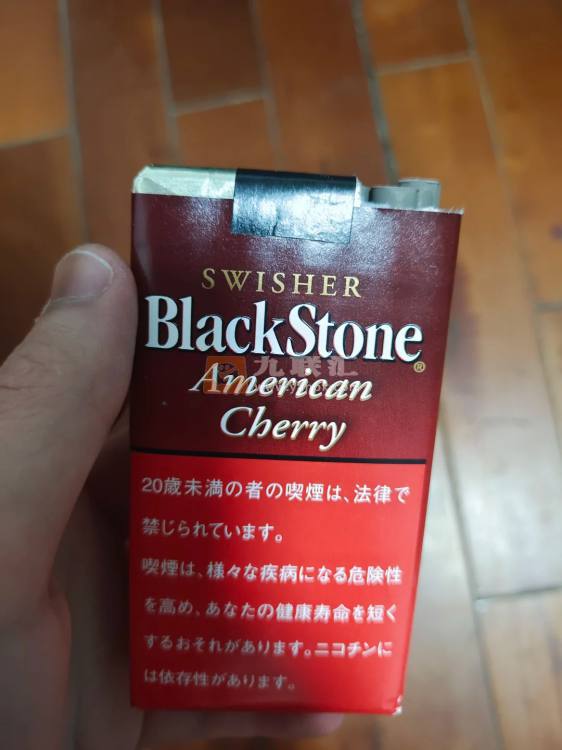 SWISHER
BlackStone®
American
Cherry
九联汇
20歳未満の者の喫煙は、法律で
禁じられています。
喫煙は、様々な疾病になる危険性
を高め、あなたの健康寿命を短く
するおそれがあります。ニコチンに
は依存性があります。